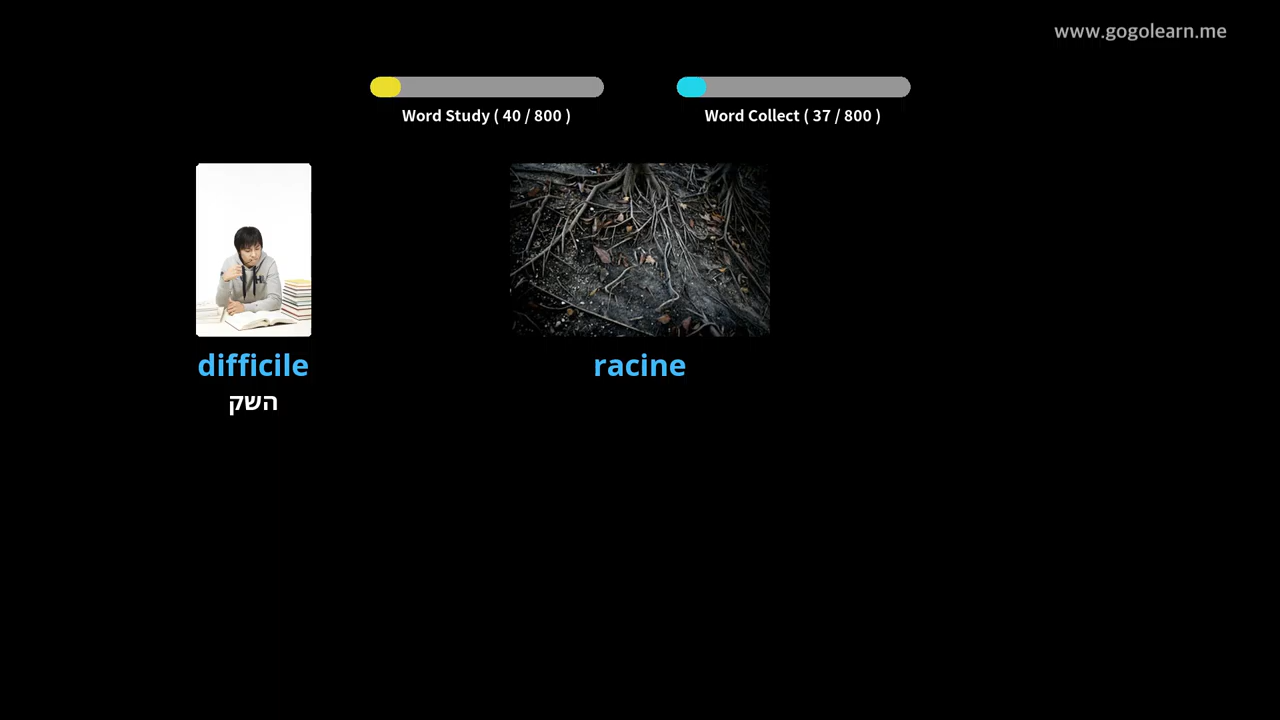 www.gogolearn.me
Word Study ( 40 / 800 )
Word Collect ( 37 / 800 )
difficile
השק
racine